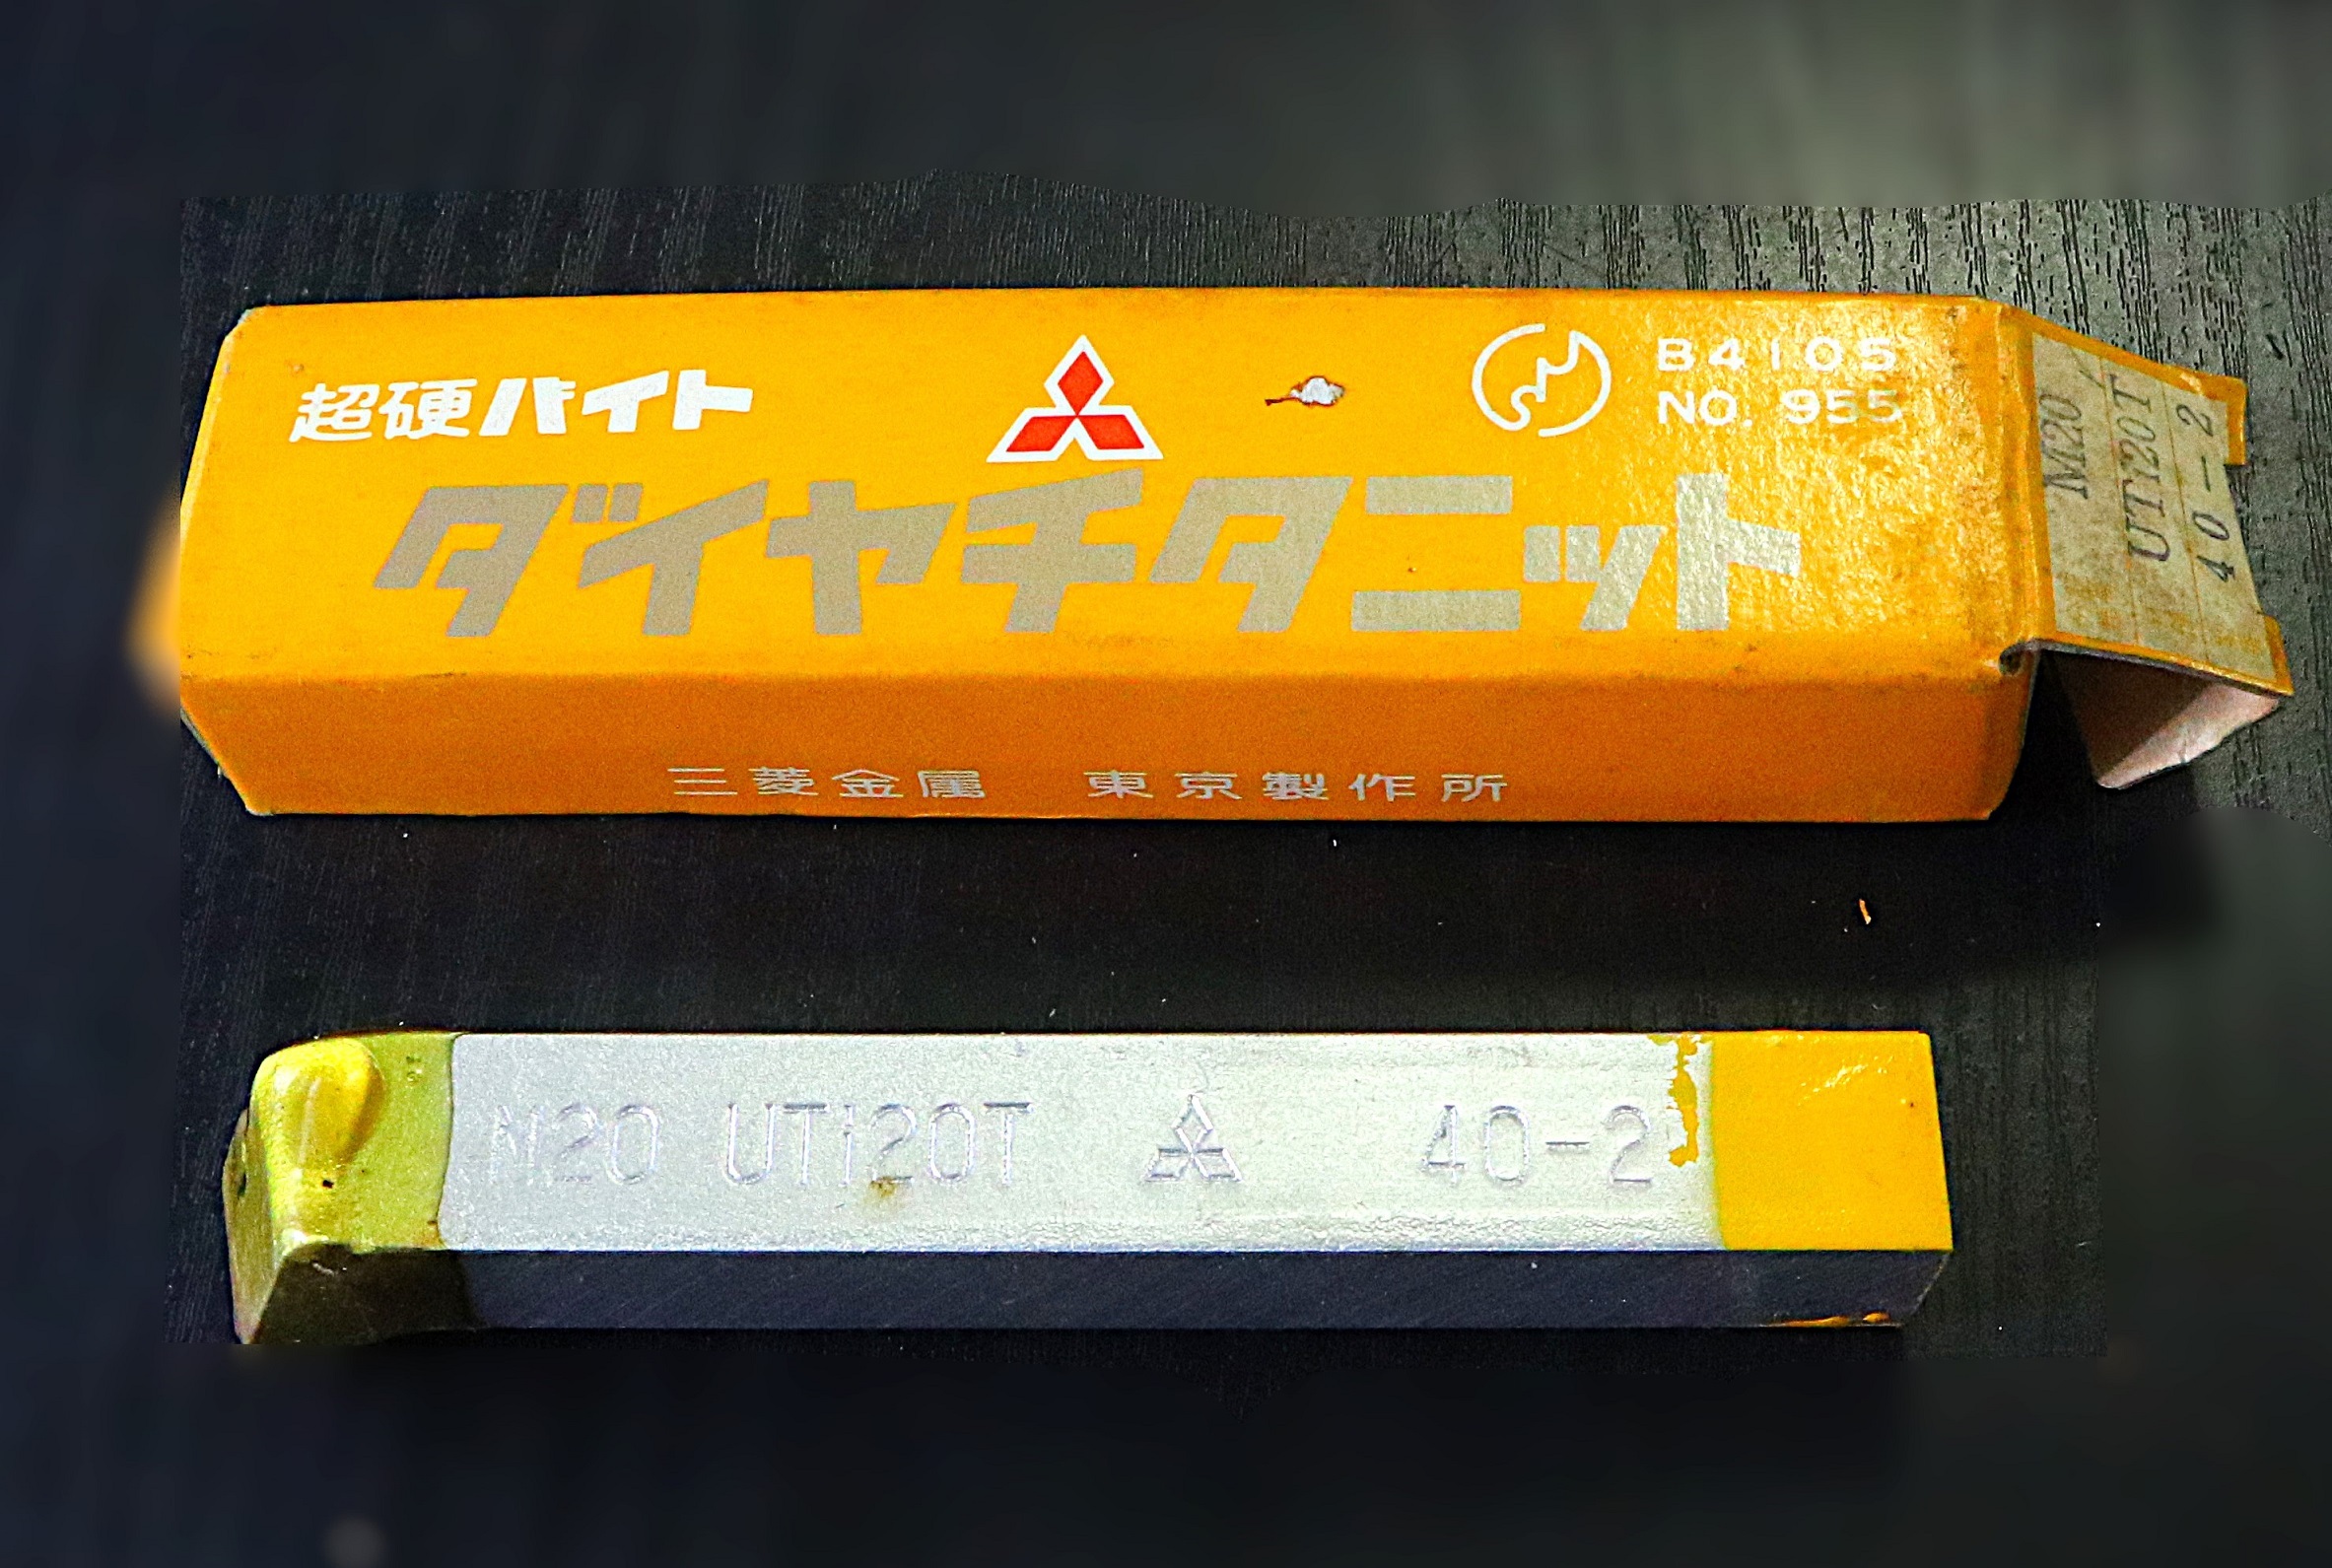 超硬バイト
B4105
NO. 955
ダイヤチタニット
三菱金属 東京製作所
M20
UTi20T
40-2
M20 UTi20T 40-2